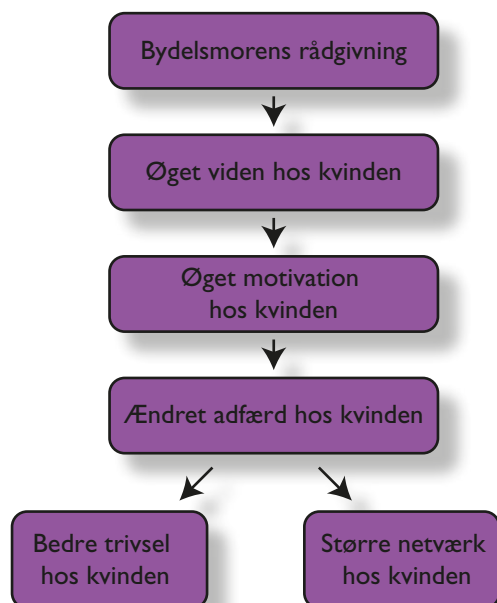 Bydelsmorens rådgivning
Øget viden hos kvinden
Øget motivation
hos kvinden
Ændret adfærd hos kvinden
Bedre trivsel
hos kvinden
Større netværk
hos kvinden